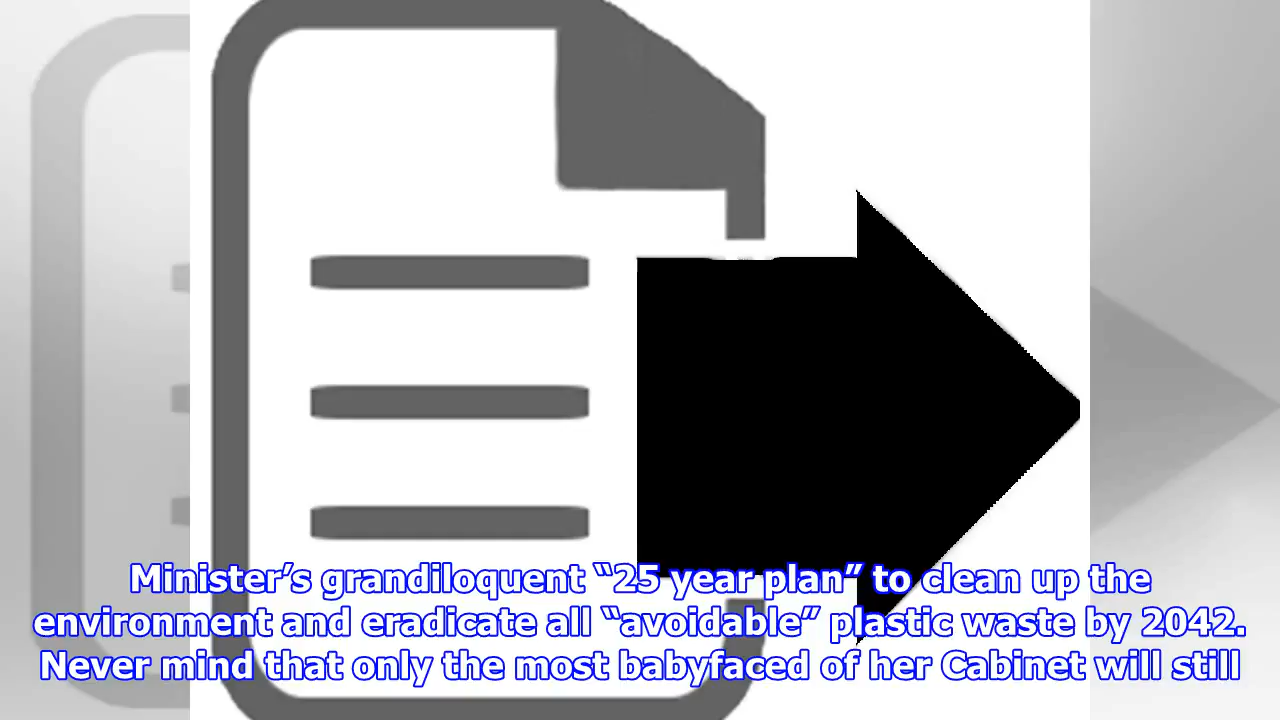 Minister’s grandiloquent “25 year plan” to clean up the
environment and eradicate all “avoidable” plastic waste by 2042.
Never mind that only the most babyfaced of her Cabinet will still